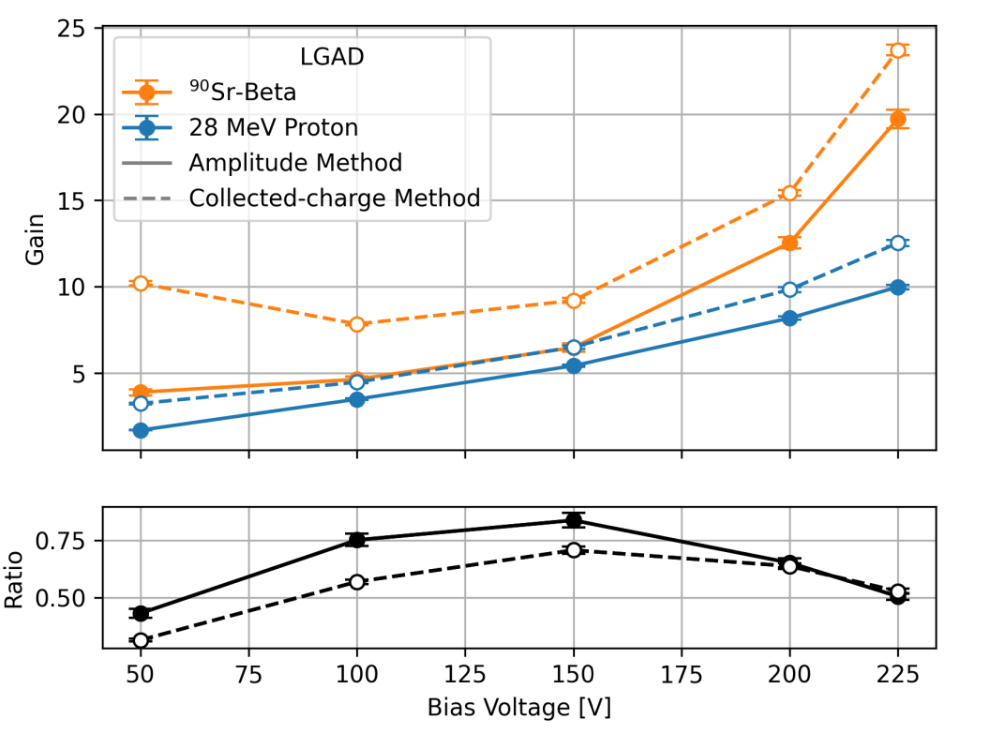 25
20
15
10
5
Gain
LGAD
⁹⁰Sr-Beta
28 MeV Proton
Amplitude Method
Collected-charge Method
0.75
0.50
Ratio
50 75 100 125 150 175 200 225
Bias Voltage [V]